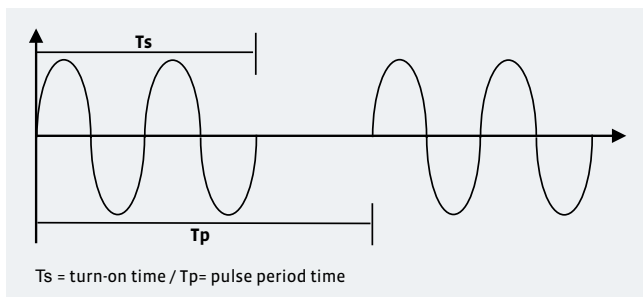 Ts
Tp
Ts = turn-on time / Tp= pulse period time